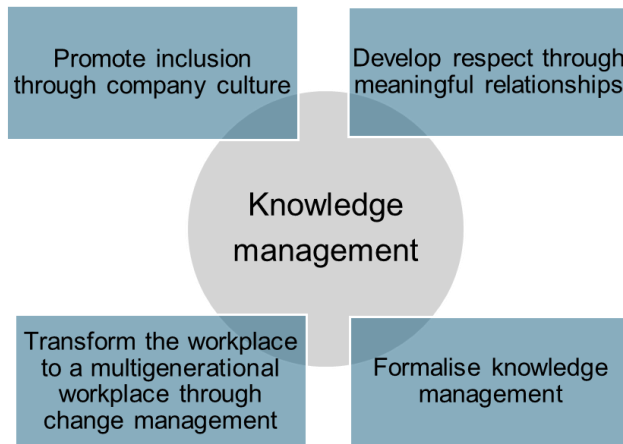 Promote inclusion
through company culture
Develop respect through
meaningful relationships
Knowledge
management
Transform the workplace
to a multigenerational
workplace through
change management
Formalise knowledge
management